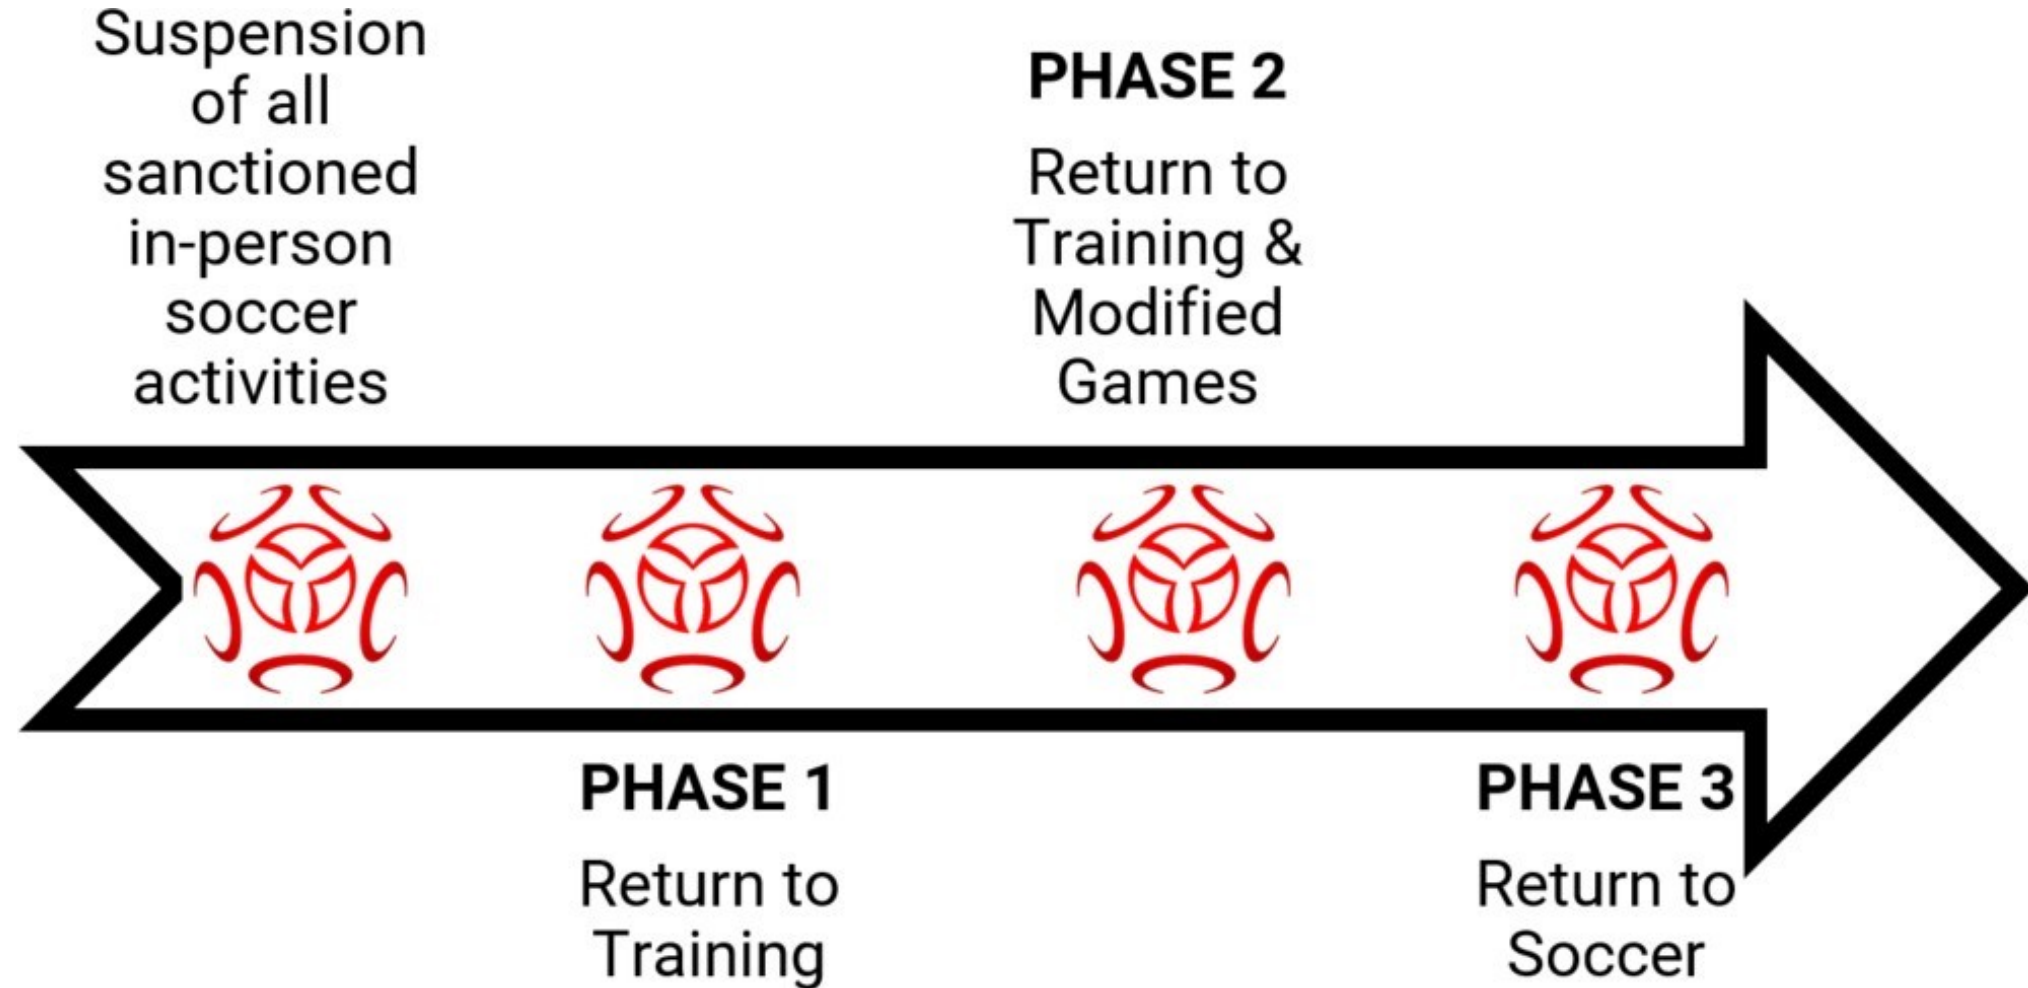 Suspension
of all
sanctioned
in-person
soccer
activities
PHASE 1
Return to
Training
PHASE 2
Return to
Training &
Modified
Games
PHASE 3
Return to
Soccer